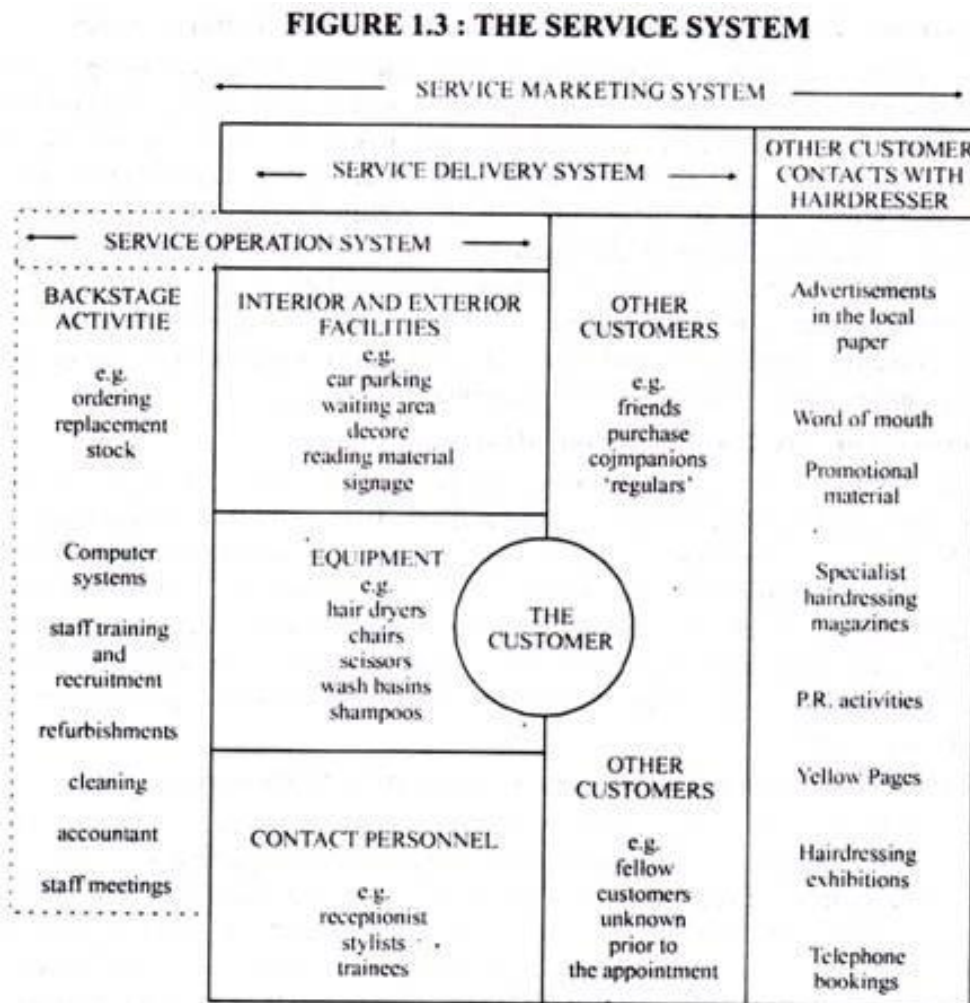 FIGURE 1.3 : THE SERVICE SYSTEM
SERVICE MARKETING SYSTEM
SERVICE DELIVERY SYSTEM
OTHER CUSTOMER
CONTACTS WITH
HAIRDRESSER
SERVICE OPERATION SYSTEM
BACKSTAGE
ACTIVITIE
e.g.
ordering
replacement
stock
Computer
systems
staff training
and
recruitment
refurbishments
cleaning
accountant
staff meetings
INTERIOR AND EXTERIOR
FACILITIES
e.g.
car parking
waiting area
decore
reading material
signage
EQUIPMENT
e.g.
hair dryers
chairs
scissors
wash basins
shampoos
CONTACT PERSONNEL
e.g.
receptionist
stylists
trainees
THE
CUSTOMER
OTHER
CUSTOMERS
e.g.
friends
purchase
cojmpanions
'regulars'
OTHER
CUSTOMERS
e.g.
fellow
customers
unknown
prior to
the appointment
Advertisements
in the local
paper
Word of mouth
Promotional
material
Specialist
hairdressing
magazines
P.R. activities
Yellow Pages
Hairdressing
exhibitions
Telephone
bookings